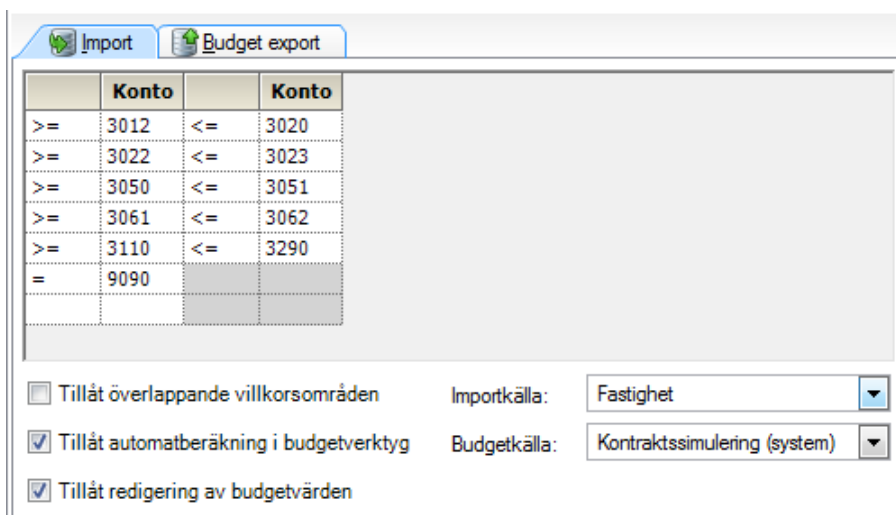 Import Budget export
Konto Konto
>= 3012 <= 3020
>= 3022 <= 3023
>= 3050 <= 3051
>= 3061 <= 3062
>= 3110 <= 3290
= 9090
Tillåt överlappande villkorsområden Importkälla: Fastighet
Tillåt automatberäkning i budgetverktyg Budgetkälla: Kontraktssimulering (system)
Tillåt redigering av budgetvärden